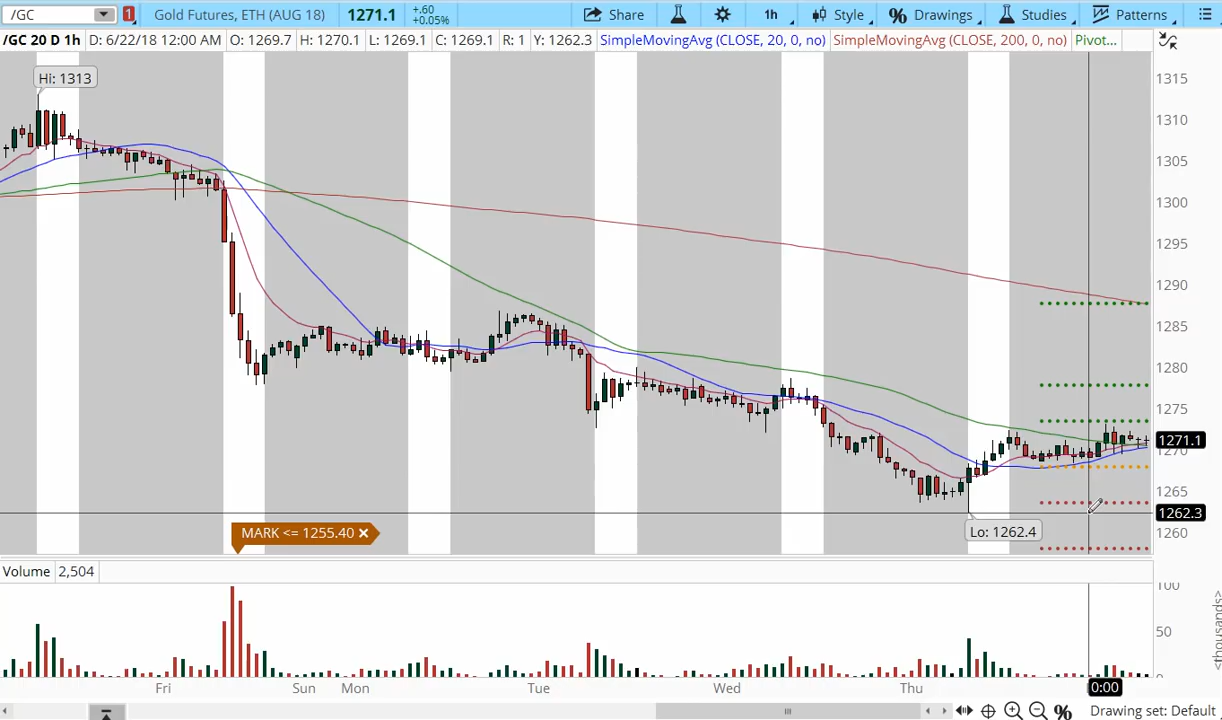 /GC 1 Gold Futures, ETH (AUG 18) 1271.1 +.60 +0.05% Share 1h Style % Drawings Studies Patterns
/GC 20 D 1h D: 6/22/18 12:00 AM O: 1269.7 H: 1270.1 L: 1269.1 C: 1269.1 R: 1 Y: 1262.3 SimpleMovingAvg (CLOSE, 20, 0, no) SimpleMovingAvg (CLOSE, 200, 0, no) Pivot...
Hi: 1313
1315
1310
1305
1300
1295
1290
1285
1280
1275
1271.1
1270
1265
1262.3
1260
MARK <= 1255.40
Lo: 1262.4
Volume 2,504
100
50
<thousands>
Fri Sun Mon Tue Wed Thu 0:00
% Drawing set: Default